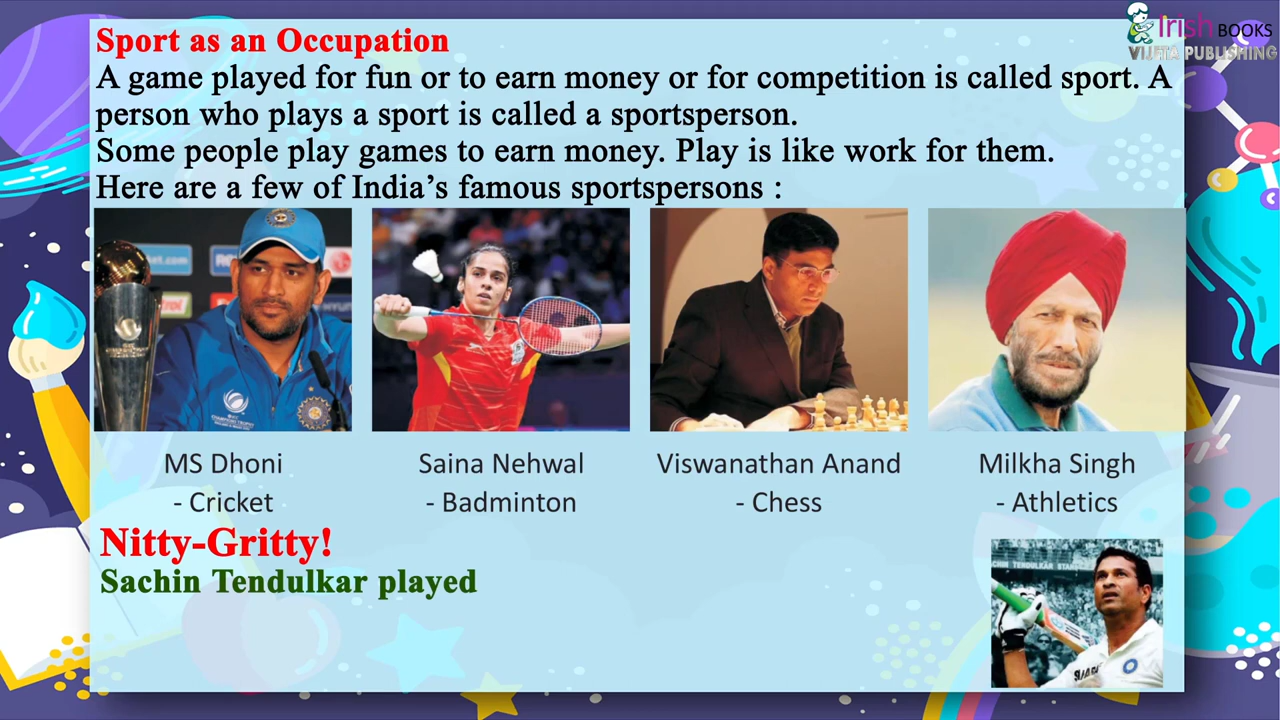 Irish BOOKS
VIJETA PUBLISHING
Sport as an Occupation
A game played for fun or to earn money or for competition is called sport. A
person who plays a sport is called a sportsperson.
Some people play games to earn money. Play is like work for them.
Here are a few of India’s famous sportspersons :
MS Dhoni
- Cricket
Saina Nehwal
- Badminton
Viswanathan Anand
- Chess
Milkha Singh
- Athletics
Nitty-Gritty!
Sachin Tendulkar played